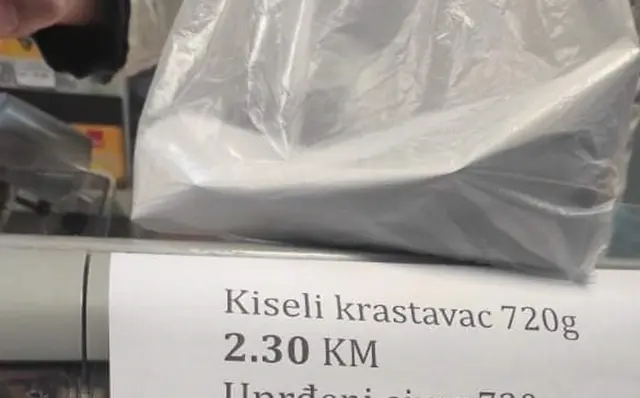 Kiseli krastavac 720g
2.30 KM